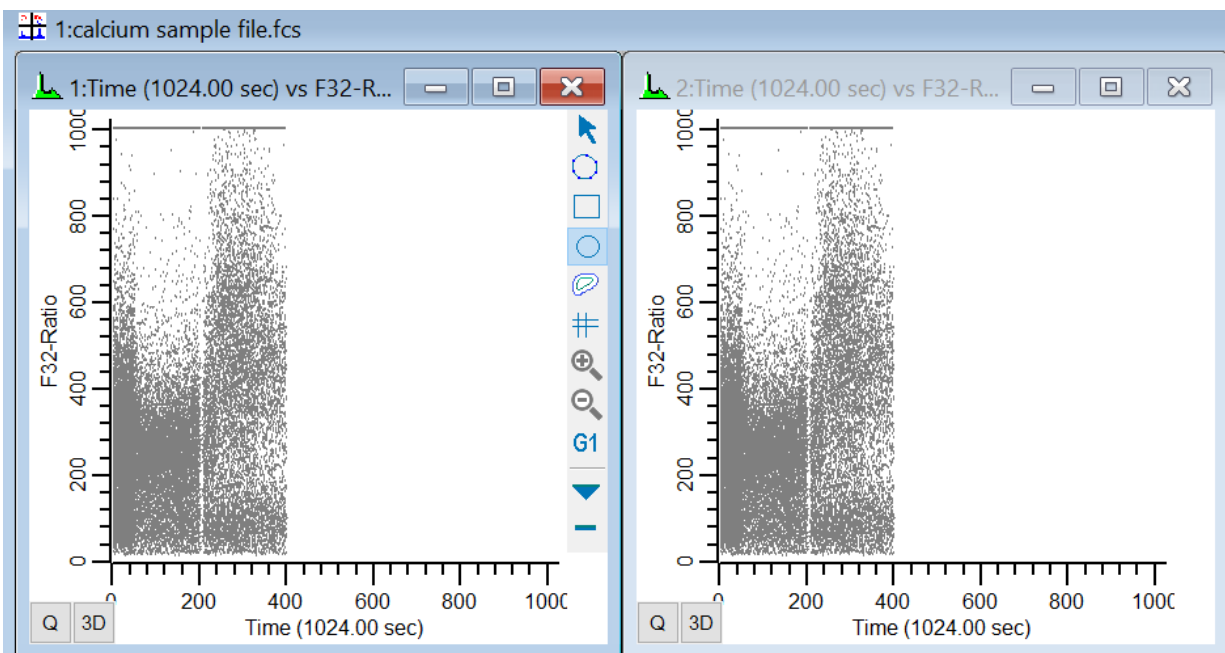 1:calcium sample file.fcs
1:Time (1024.00 sec) vs F32-R...
2:Time (1024.00 sec) vs F32-R...
1000
800
600
400
200
0
F32-Ratio
0 200 400 600 800 1000
Time (1024.00 sec)
Q 3D
G1
1000
800
600
400
200
0
F32-Ratio
0 200 400 600 800 1000
Time (1024.00 sec)
Q 3D